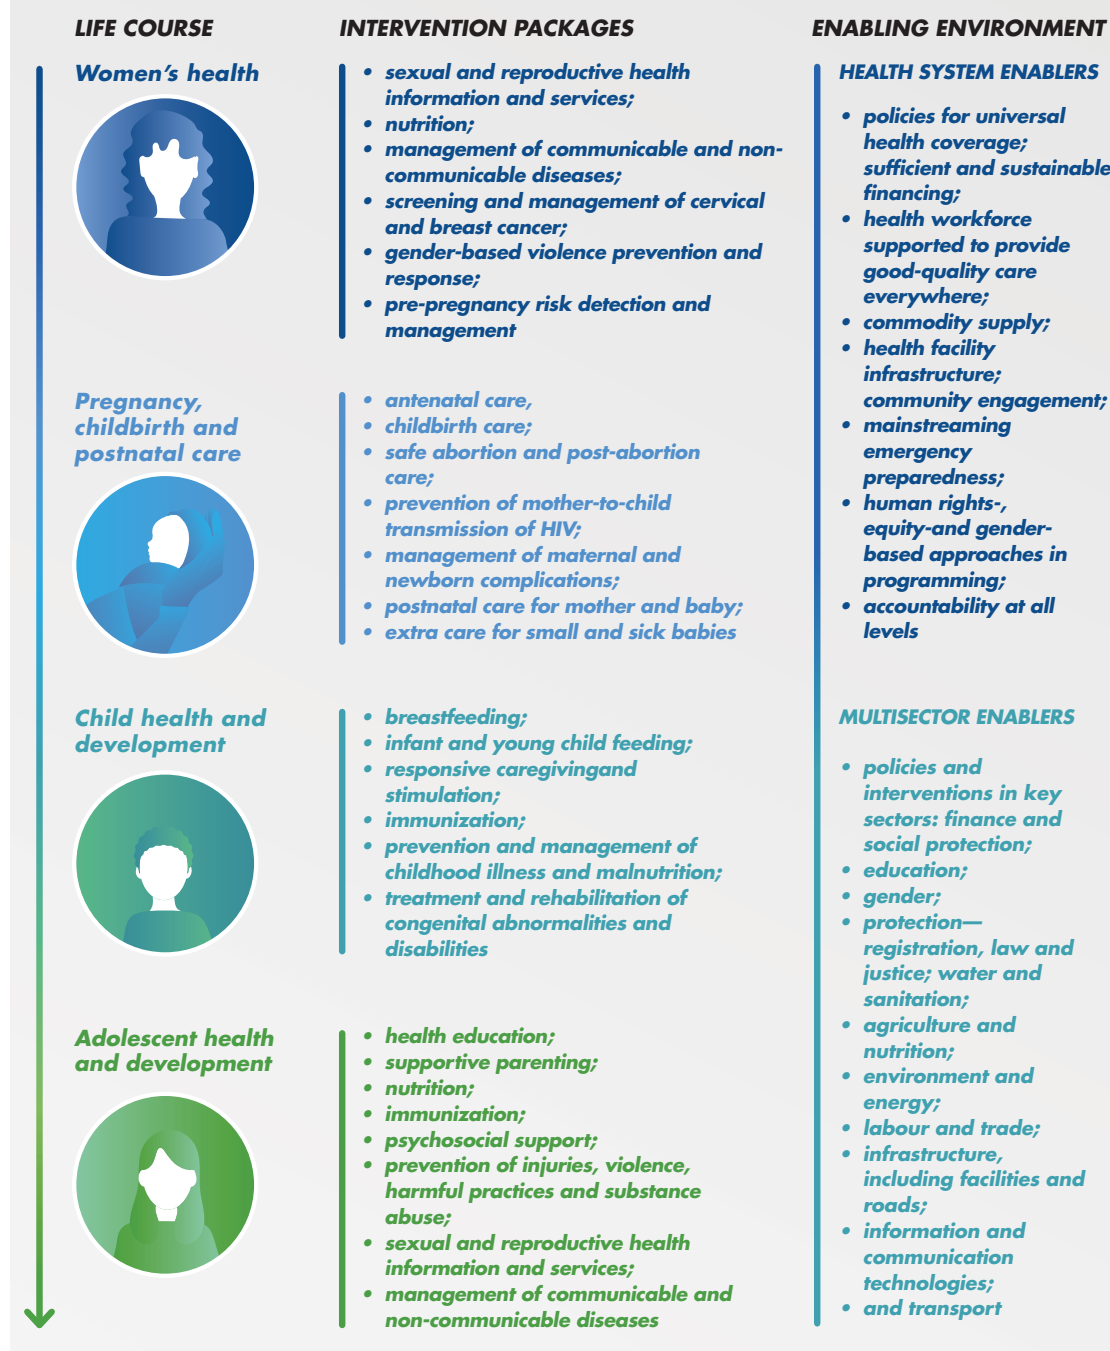 LIFE COURSE
Women's health
Pregnancy,
childbirth and
postnatal care
Child health and
development
Adolescent health
and development
INTERVENTION PACKAGES
• sexual and reproductive health
information and services;
• nutrition;
• management of communicable and non-
communicable diseases;
• screening and management of cervical
and breast cancer;
• gender-based violence prevention and
response;
• pre-pregnancy risk detection and
management
• antenatal care,
• childbirth care;
• safe abortion and post-abortion
care;
• prevention of mother-to-child
transmission of HIV;
• management of maternal and
newborn complications;
• postnatal care for mother and baby;
• extra care for small and sick babies
• breastfeeding;
• infant and young child feeding;
• responsive caregivingand
stimulation;
• immunization;
• prevention and management of
childhood illness and malnutrition;
• treatment and rehabilitation of
congenital abnormalities and
disabilities
• health education;
• supportive parenting;
• nutrition;
• immunization;
• psychosocial support;
• prevention of injuries, violence,
harmful practices and substance
abuse;
• sexual and reproductive health
information and services;
• management of communicable and
non-communicable diseases
ENABLING ENVIRONMENT
HEALTH SYSTEM ENABLERS
• policies for universal
health coverage;
sufficient and sustainable
financing;
• health workforce
supported to provide
good-quality care
everywhere;
• commodity supply;
• health facility
infrastructure;
community engagement;
• mainstreaming
emergency
preparedness;
• human rights-,
equity-and gender-
based approaches in
programming;
• accountability at all
levels
MULTISECTOR ENABLERS
• policies and
interventions in key
sectors: finance and
social protection;
• education;
• gender;
• protection—
registration, law and
justice; water and
sanitation;
• agriculture and
nutrition;
• environment and
energy;
• labour and trade;
• infrastructure,
including facilities and
roads;
• information and
communication
technologies;
• and transport